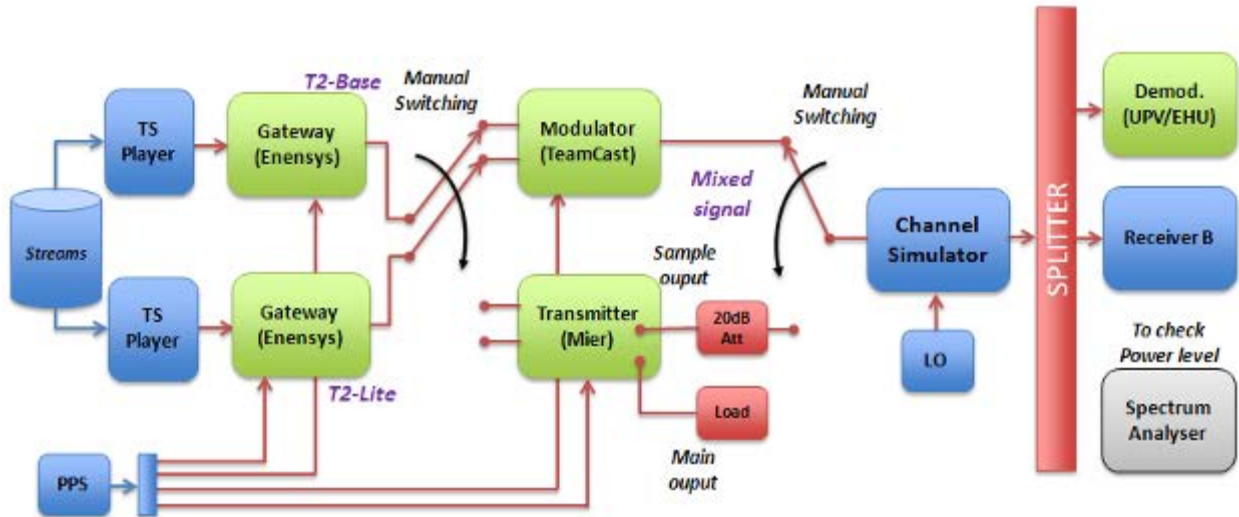 T2-Base
Manual
Switching
Manual
Switching
TS
Player
Gateway
(Enensys)
Modulator
(TeamCast)
Demod.
(UPV/EHU)
Mixed
signal
Streams
Channel
Simulator
SPLITTER
Receiver B
Sample
ouput
TS
Player
Gateway
(Enensys)
Transmitter
(Mier)
20dB
Att
To check
Power level
LO
T2-Lite
Load
Spectrum
Analyser
Main
ouput
PPS